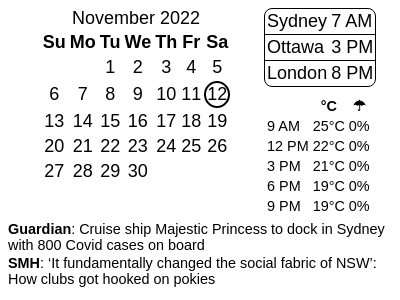 November 2022
Su Mo Tu We Th Fr Sa
1 2 3 4 5
6 7 8 9 10 11 12
13 14 15 16 17 18 19
20 21 22 23 24 25 26
27 28 29 30
Sydney 7 AM
Ottawa 3 PM
London 8 PM
°C ☂
9 AM 25°C 0%
12 PM 22°C 0%
3 PM 21°C 0%
6 PM 19°C 0%
9 PM 19°C 0%
Guardian: Cruise ship Majestic Princess to dock in Sydney
with 800 Covid cases on board
SMH: ‘It fundamentally changed the social fabric of NSW’:
How clubs got hooked on pokies